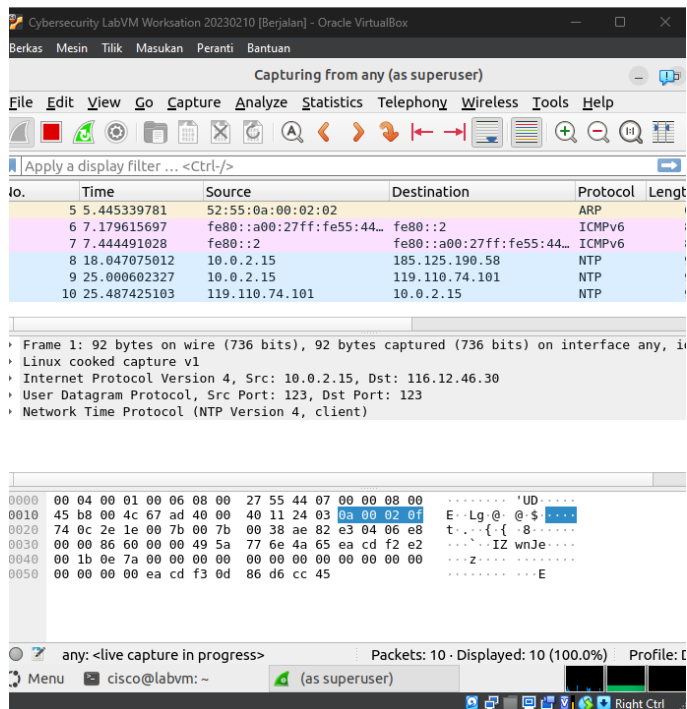 Cybersecurity LabVM Worksation 20230210 [Berjalan] - Oracle VirtualBox
Berkas Mesin Tilik Masukan Peranti Bantuan
Capturing from any (as superuser)
File Edit View Go Capture Analyze Statistics Telephony Wireless Tools Help
Apply a display filter ... <Ctrl-/>
No. Time Source Destination Protocol Lengt
5 5.445339781 52:55:0a:00:02:02 ARP
6 7.179615697 fe80::a00:27ff:fe55:44… fe80::2 ICMPv6
7 7.444491028 fe80::2 fe80::a00:27ff:fe55:44… ICMPv6
8 18.047075012 10.0.2.15 185.125.190.58 NTP
9 25.000602327 10.0.2.15 119.110.74.101 NTP
10 25.487425103 119.110.74.101 10.0.2.15 NTP
Frame 1: 92 bytes on wire (736 bits), 92 bytes captured (736 bits) on interface any, i
Linux cooked capture v1
Internet Protocol Version 4, Src: 10.0.2.15, Dst: 116.12.46.30
User Datagram Protocol, Src Port: 123, Dst Port: 123
Network Time Protocol (NTP Version 4, client)
0000 00 04 00 01 00 06 08 00 27 55 44 07 00 00 08 00 ········ 'UD·····
0010 45 b8 00 4c 67 ad 40 00 40 11 24 03 0a 00 02 0f E··Lg·@· @·$·····
0020 74 0c 2e 1e 00 7b 00 7b 00 38 ae 82 e3 04 06 e8 t·.··{·{ ·8······
0030 00 00 86 60 00 00 49 5a 77 6e 4a 65 ea cd f2 e2 ···`··IZ wnJe····
0040 00 1b 0e 7a 00 00 00 00 00 00 00 00 00 00 00 00 ···z···· ········
0050 00 00 00 00 ea cd f3 0d 86 d6 cc 45 ········ ···E
any: <live capture in progress> Packets: 10 · Displayed: 10 (100.0%) Profile: D
Menu cisco@labvm: ~ (as superuser)
Right Ctrl